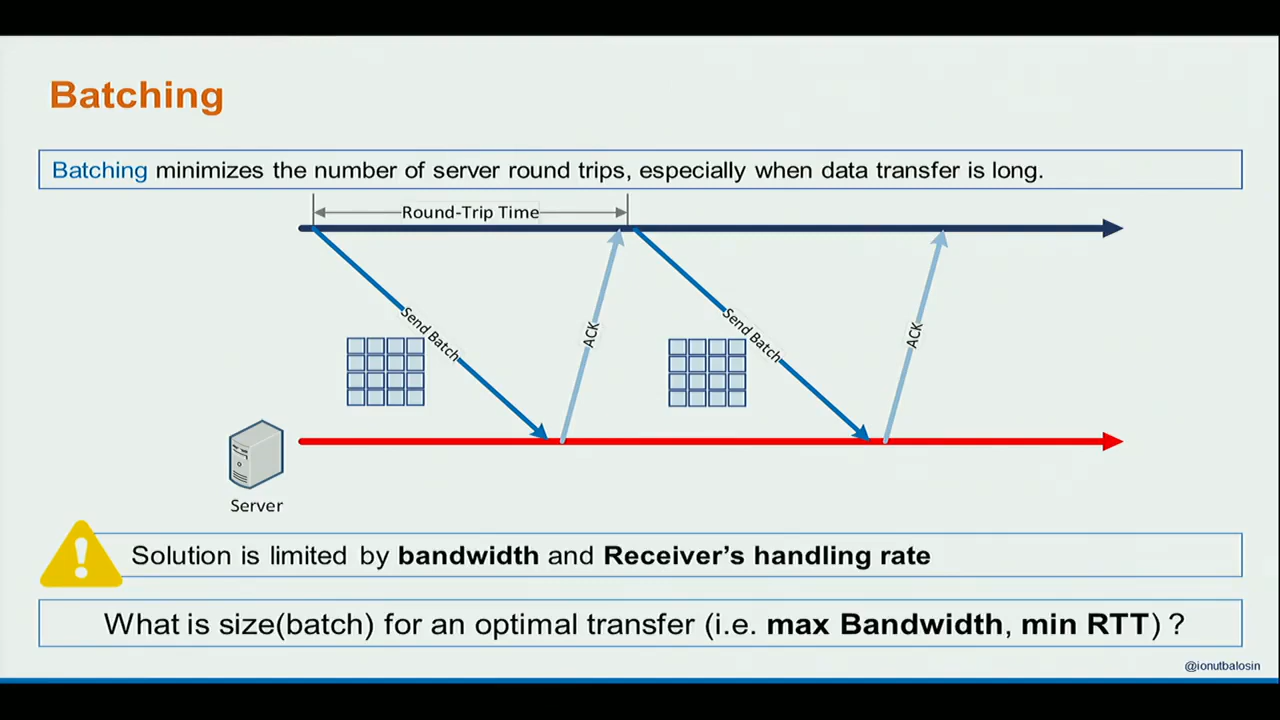 Batching
Batching minimizes the number of server round trips, especially when data transfer is long.
Round-Trip Time
Send Batch
ACK
Send Batch
ACK
Server
Solution is limited by bandwidth and Receiver's handling rate
What is size(batch) for an optimal transfer (i.e. max Bandwidth, min RTT) ?
@ionutbalosin